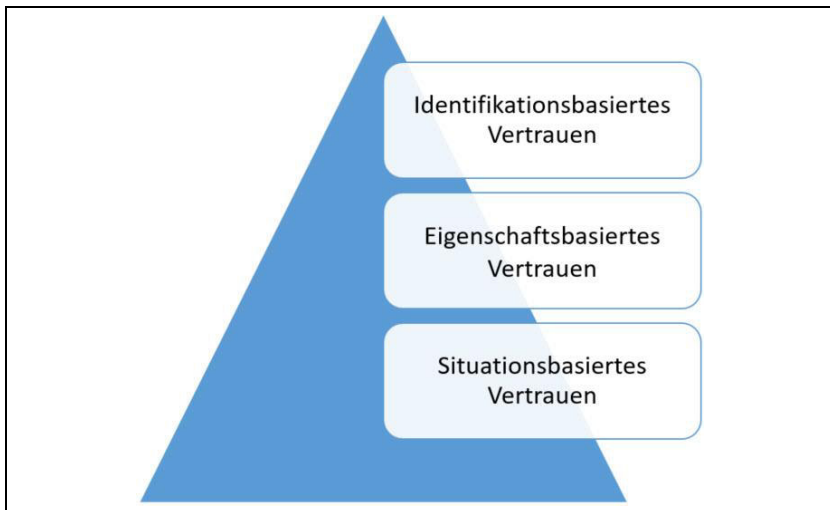 Identifikationsbasiertes
Vertrauen
Eigenschaftsbasiertes
Vertrauen
Situationsbasiertes
Vertrauen